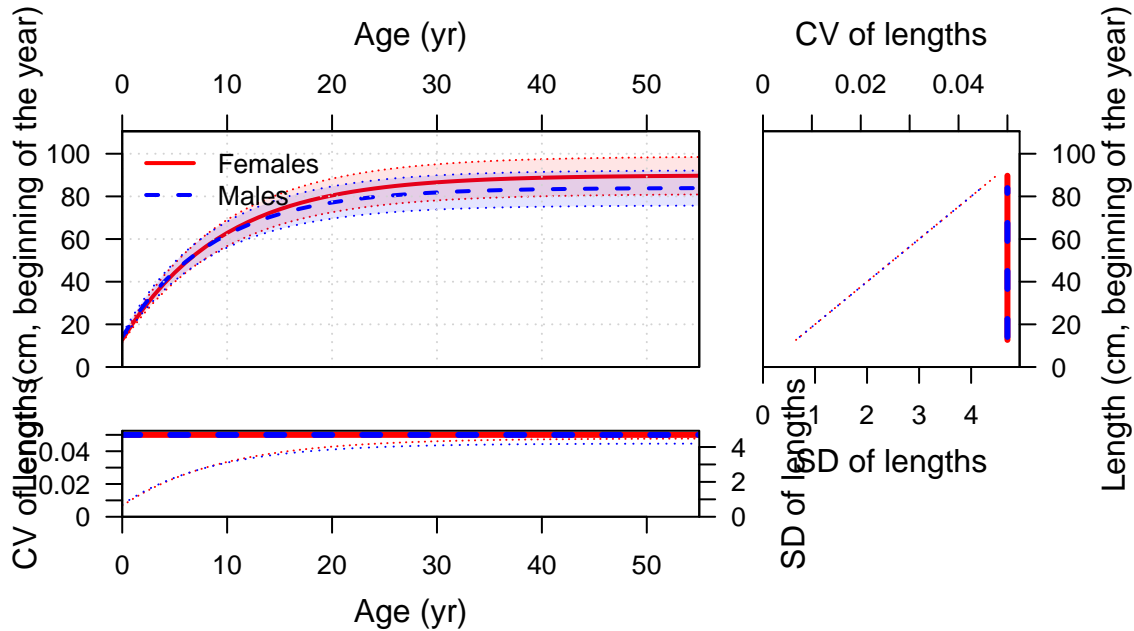 Age (yr)
CV of lengths
0 10 20 30 40 50
0 0.02 0.04
Length (cm, beginning of the year)
100
80
60
40
20
0
Females
Males
100
80
60
40
20
0
Length (cm, beginning of the year)
0 1 2 3 4
SD of lengths
CV of lengths
0.04
0.02
0
4
2
0
SD of lengths
0 10 20 30 40 50
Age (yr)